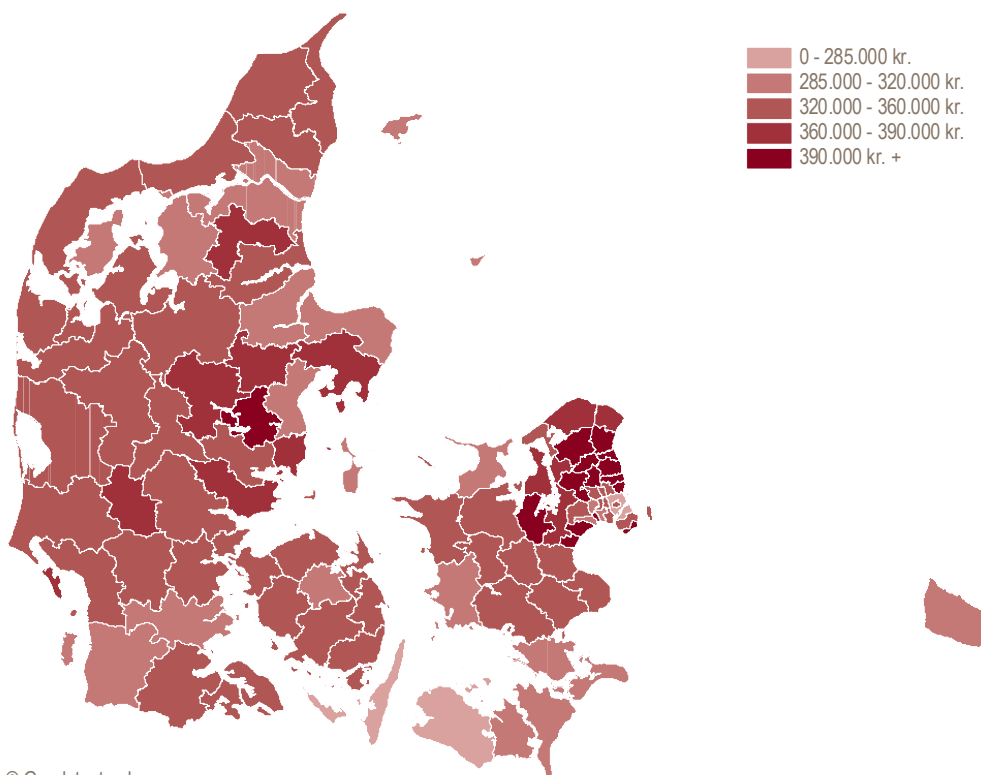 0 - 285.000 kr.
285.000 - 320.000 kr.
320.000 - 360.000 kr.
360.000 - 390.000 kr.
390.000 kr. +
©